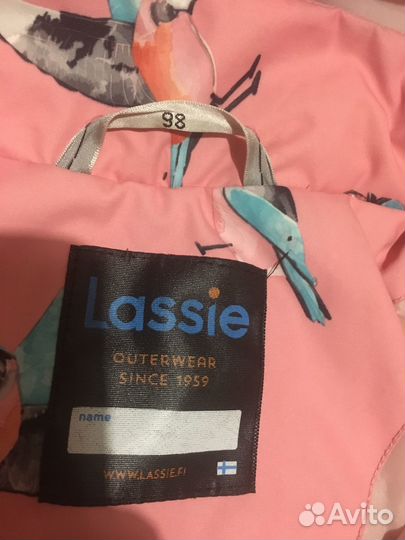 98
Lassie
OUTERWEAR
SINCE 1959
name
WWW.LASSIE.FI
Avito